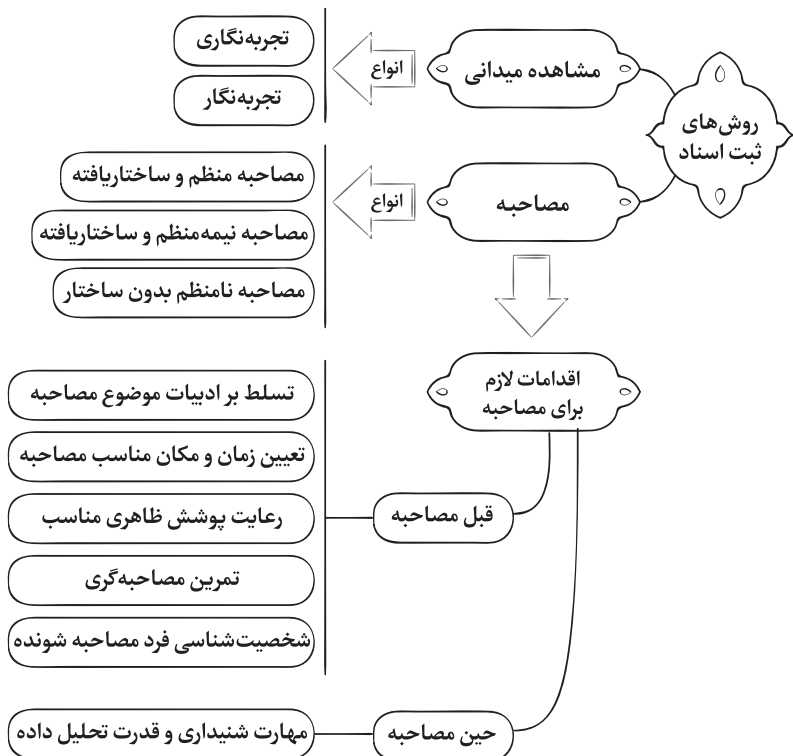 روش‌های
ثبت اسناد
مشاهده میدانی
انواع
تجربه‌نگاری
تجربه‌نگار
مصاحبه
انواع
مصاحبه منظم و ساختاریافته
مصاحبه نیمه‌منظم و ساختاریافته
مصاحبه نامنظم بدون ساختار
اقدامات لازم
برای مصاحبه
قبل مصاحبه
تسلط بر ادبیات موضوع مصاحبه
تعیین زمان و مکان مناسب مصاحبه
رعایت پوشش ظاهری مناسب
تمرین مصاحبه‌گری
شخصیت‌شناسی فرد مصاحبه شونده
حین مصاحبه
مهارت شنیداری و قدرت تحلیل داده